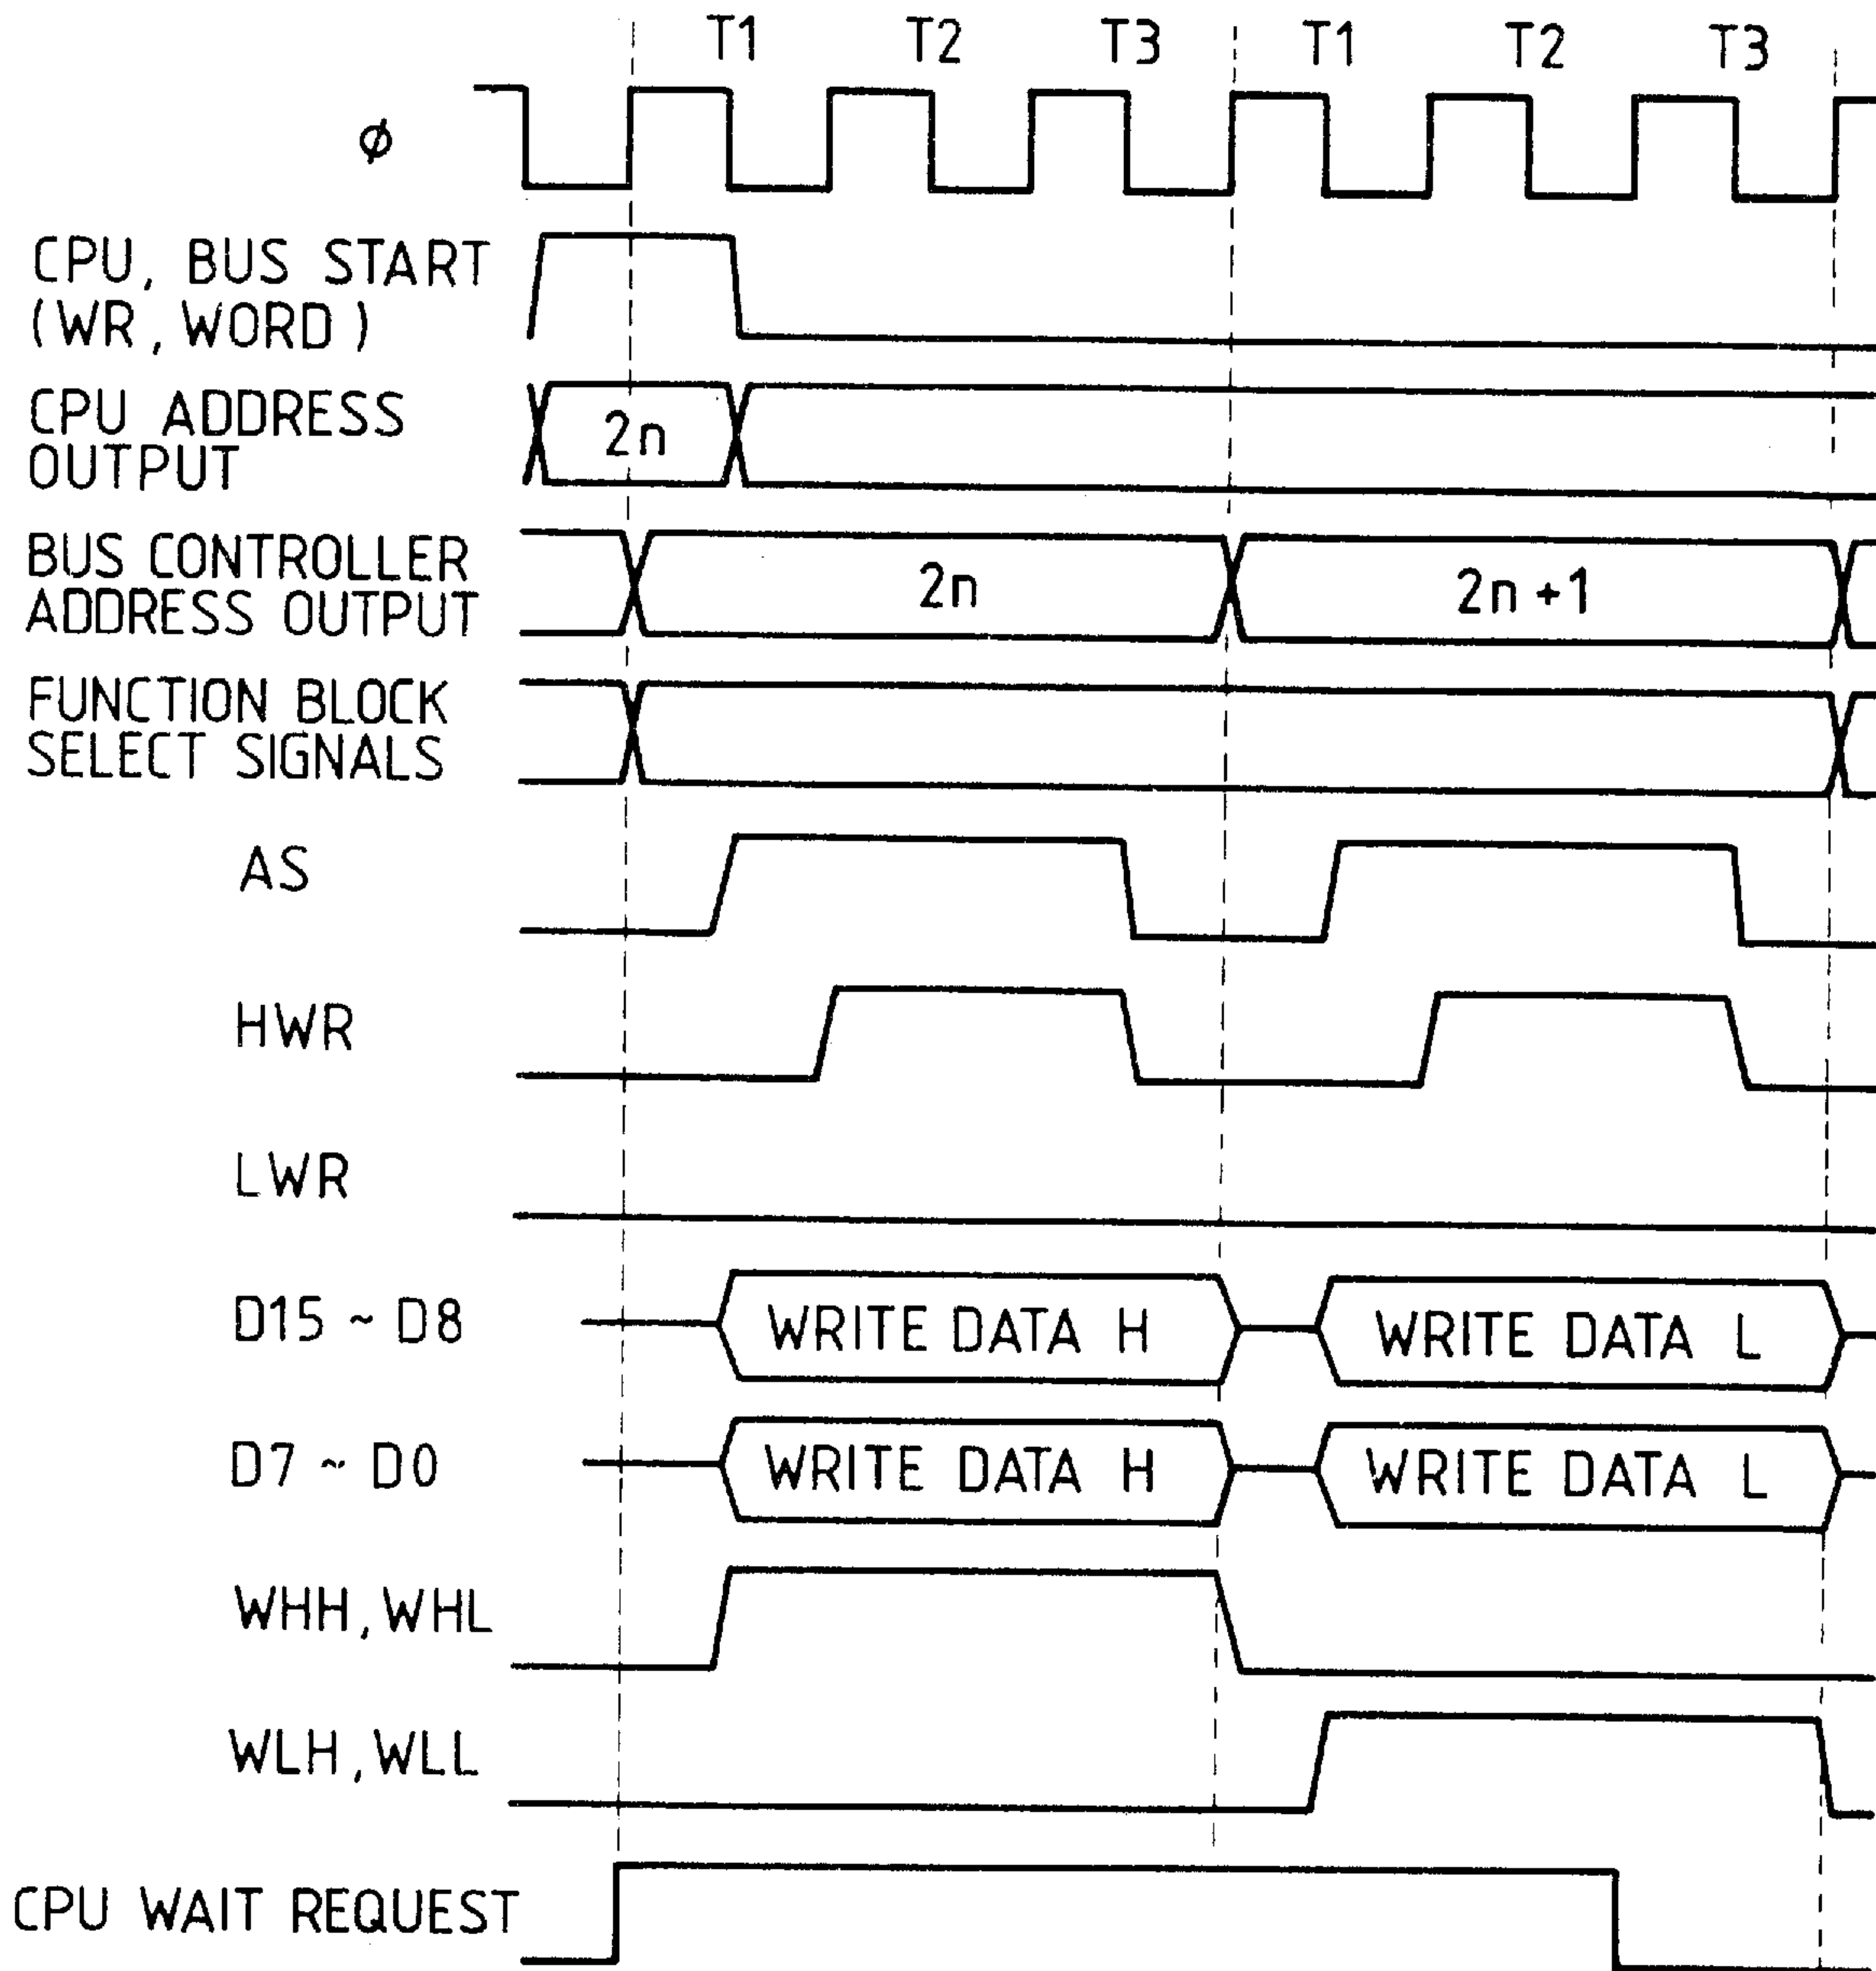 T1 T2 T3 T1 T2 T3
φ
CPU, BUS START
(WR, WORD)
CPU ADDRESS
OUTPUT
2n
BUS CONTROLLER
ADDRESS OUTPUT
2n 2n+1
FUNCTION BLOCK
SELECT SIGNALS
AS
HWR
LWR
D15 ~ D8 WRITE DATA H WRITE DATA L
D7 ~ D0 WRITE DATA H WRITE DATA L
WHH, WHL
WLH, WLL
CPU WAIT REQUEST